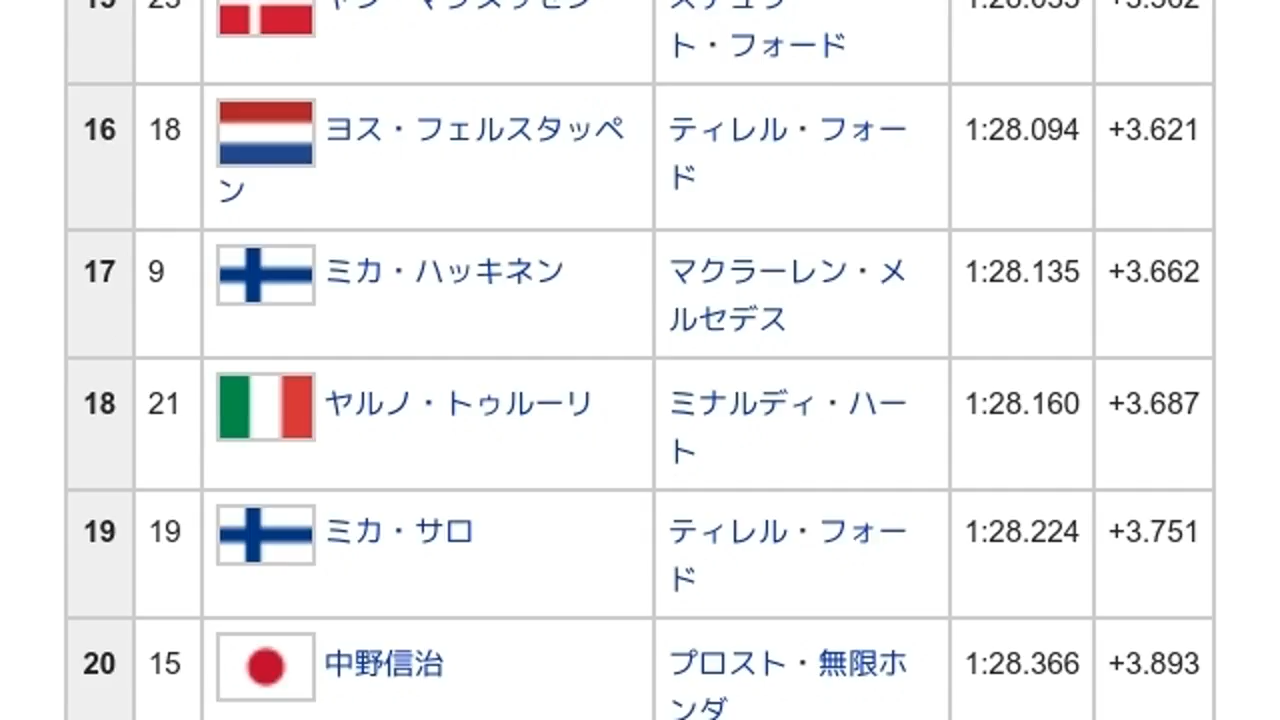 ト・フォード
16 18 ヨス・フェルスタッペ ティレル・フォー 1:28.094 +3.621
ン ド
17 9 ミカ・ハッキネン マクラーレン・メ 1:28.135 +3.662
ルセデス
18 21 ヤルノ・トゥルーリ ミナルディ・ハー 1:28.160 +3.687
ト
19 19 ミカ・サロ ティレル・フォー 1:28.224 +3.751
ド
20 15 中野信治 プロスト・無限ホ 1:28.366 +3.893
ンダ